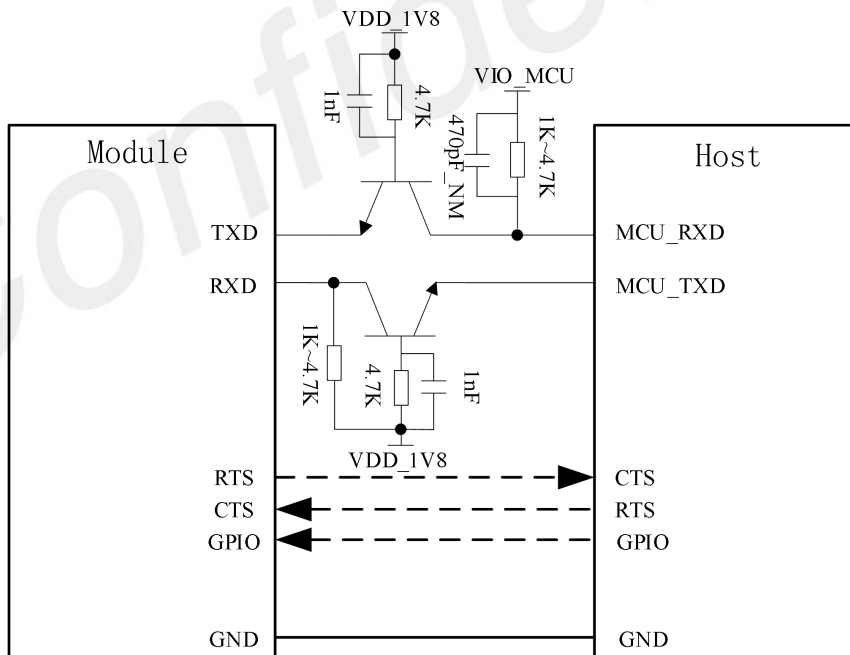 Confiden
VDD_1V8
1nF
4.7K
VIO_MCU
470pF_NM
1K~4.7K
Module
Host
TXD
MCU_RXD
RXD
MCU_TXD
1K~4.7K
4.7K
1nF
VDD_1V8
RTS
CTS
CTS
RTS
GPIO
GPIO
GND
GND